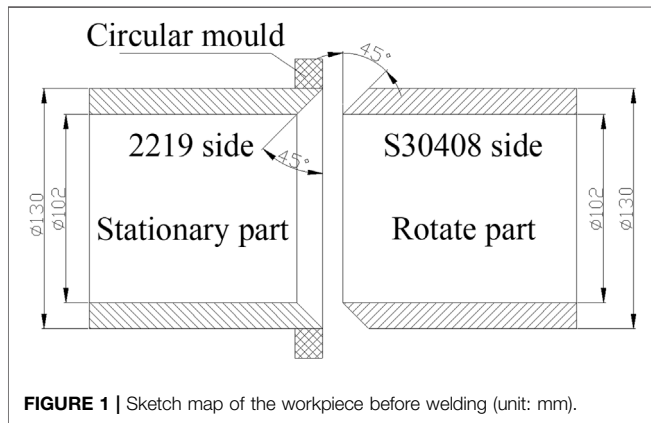 Circular mould
45°
2219 side
S30408 side
45°
ø130
ø102
Stationary part
Rotate part
ø102
ø130
FIGURE 1 | Sketch map of the workpiece before welding (unit: mm).